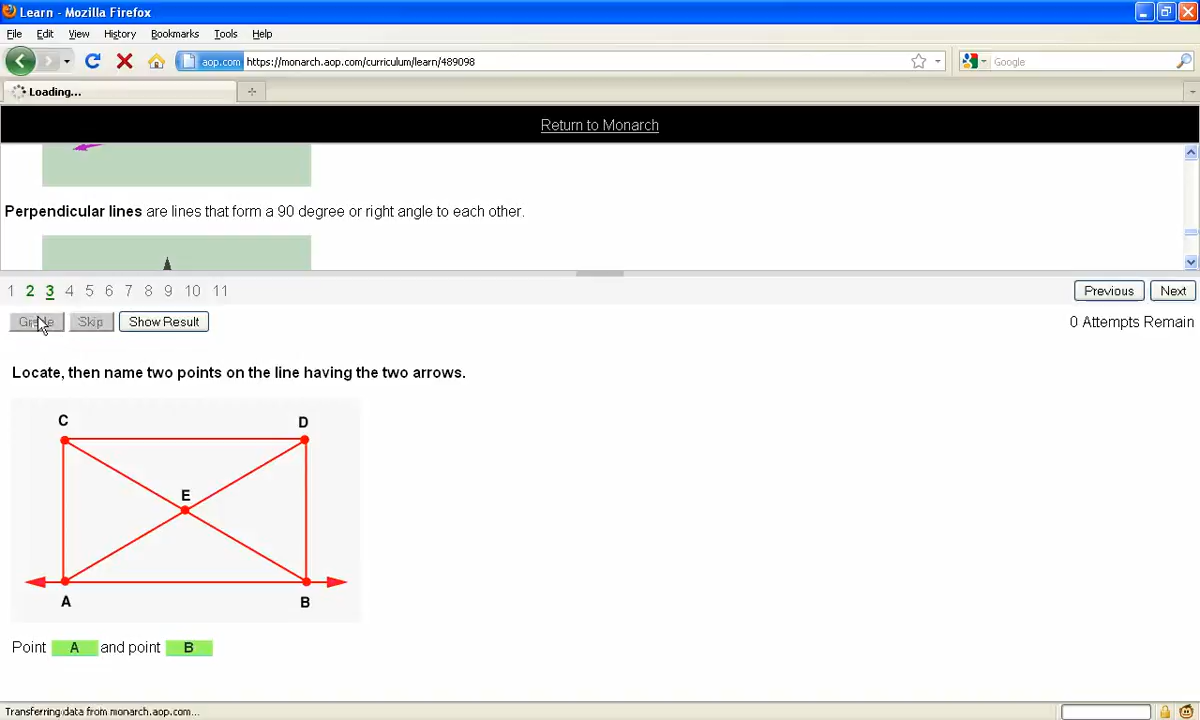 Learn - Mozilla Firefox
File Edit View History Bookmarks Tools Help
aop.com https://monarch.aop.com/curriculum/learn/489098 Google
Loading...
Return to Monarch
Perpendicular lines are lines that form a 90 degree or right angle to each other.
1 2 3 4 5 6 7 8 9 10 11 Previous Next
Grade Skip Show Result 0 Attempts Remain
Locate, then name two points on the line having the two arrows.
C D
E
A B
Point A and point B
Transferring data from monarch.aop.com...